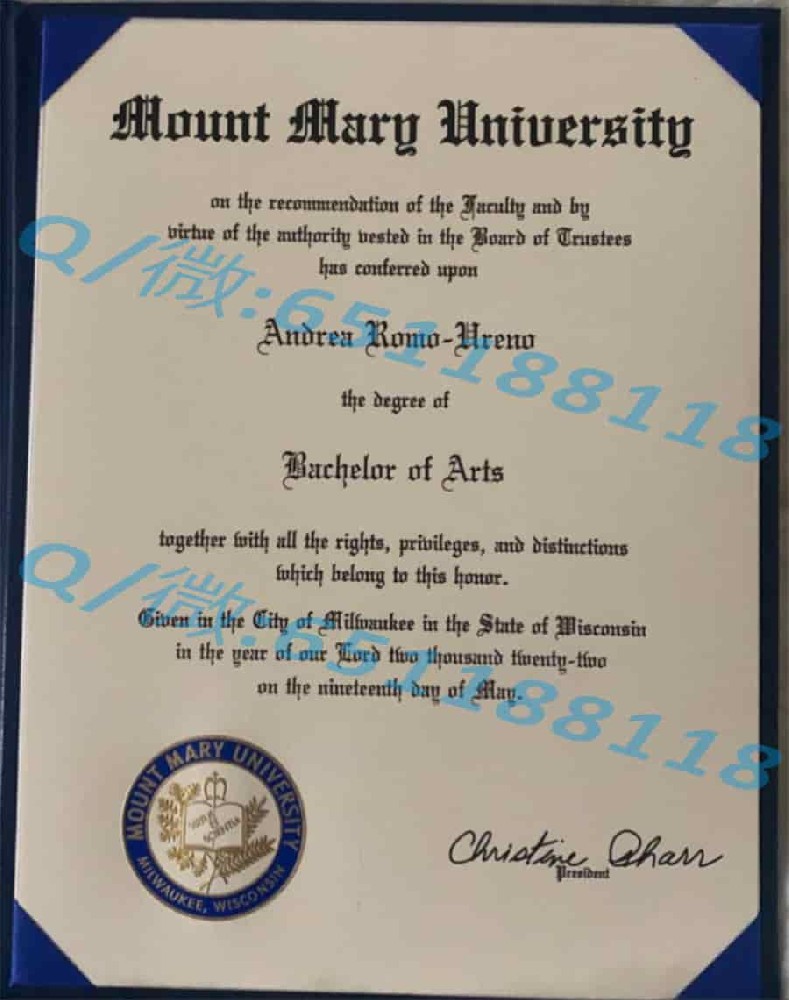 Mount Mary University
on the recommendation of the Faculty and by
virtue of the authority vested in the Board of Trustees
has conferred upon
Q/微:651188118
Andrea Romo-Ureno
the degree of
Bachelor of Arts
together with all the rights, privileges, and distinctions
which belong to this honor.
Q/微:651188118
Given in the City of Milwaukee in the State of Wisconsin
in the year of our Lord two thousand twenty-two
on the nineteenth day of May.
MOUNT MARY UNIVERSITY
MILWAUKEE, WISCONSIN
Christine Pharr
President